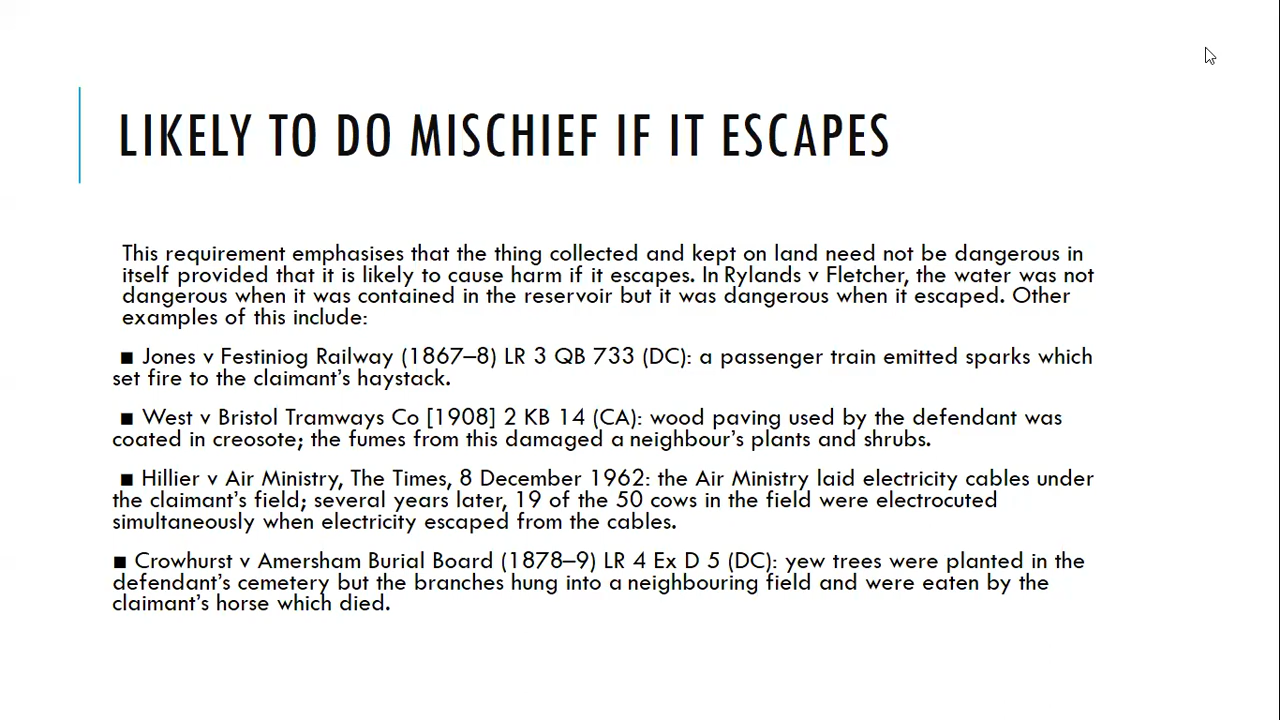 LIKELY TO DO MISCHIEF IF IT ESCAPES
This requirement emphasises that the thing collected and kept on land need not be dangerous in
itself provided that it is likely to cause harm if it escapes. In Rylands v Fletcher, the water was not
dangerous when it was contained in the reservoir but it was dangerous when it escaped. Other
examples of this include:
■ Jones v Festiniog Railway (1867–8) LR 3 QB 733 (DC): a passenger train emitted sparks which
set fire to the claimant’s haystack.
■ West v Bristol Tramways Co [1908] 2 KB 14 (CA): wood paving used by the defendant was
coated in creosote; the fumes from this damaged a neighbour’s plants and shrubs.
■ Hillier v Air Ministry, The Times, 8 December 1962: the Air Ministry laid electricity cables under
the claimant’s field; several years later, 19 of the 50 cows in the field were electrocuted
simultaneously when electricity escaped from the cables.
■ Crowhurst v Amersham Burial Board (1878–9) LR 4 Ex D 5 (DC): yew trees were planted in the
defendant’s cemetery but the branches hung into a neighbouring field and were eaten by the
claimant’s horse which died.